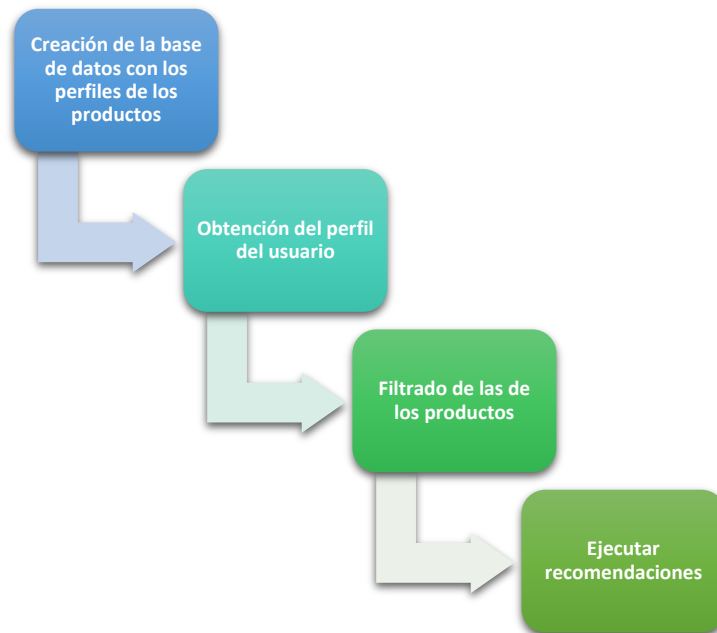 Creación de la base
de datos con los
perfiles de los
productos
Obtención del perfil
del usuario
Filtrado de las de
los productos
Ejecutar
recomendaciones